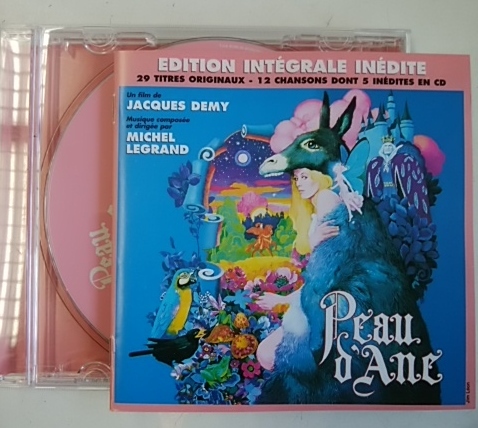 EDITION INTÉGRALE INÉDITE
29 TITRES ORIGINAUX - 12 CHANSONS DONT 5 INÉDITES EN CD
Un film de
JACQUES DEMY
Musique composée
et dirigée par
MICHEL
LEGRAND
Peau
Peau
d'Ane